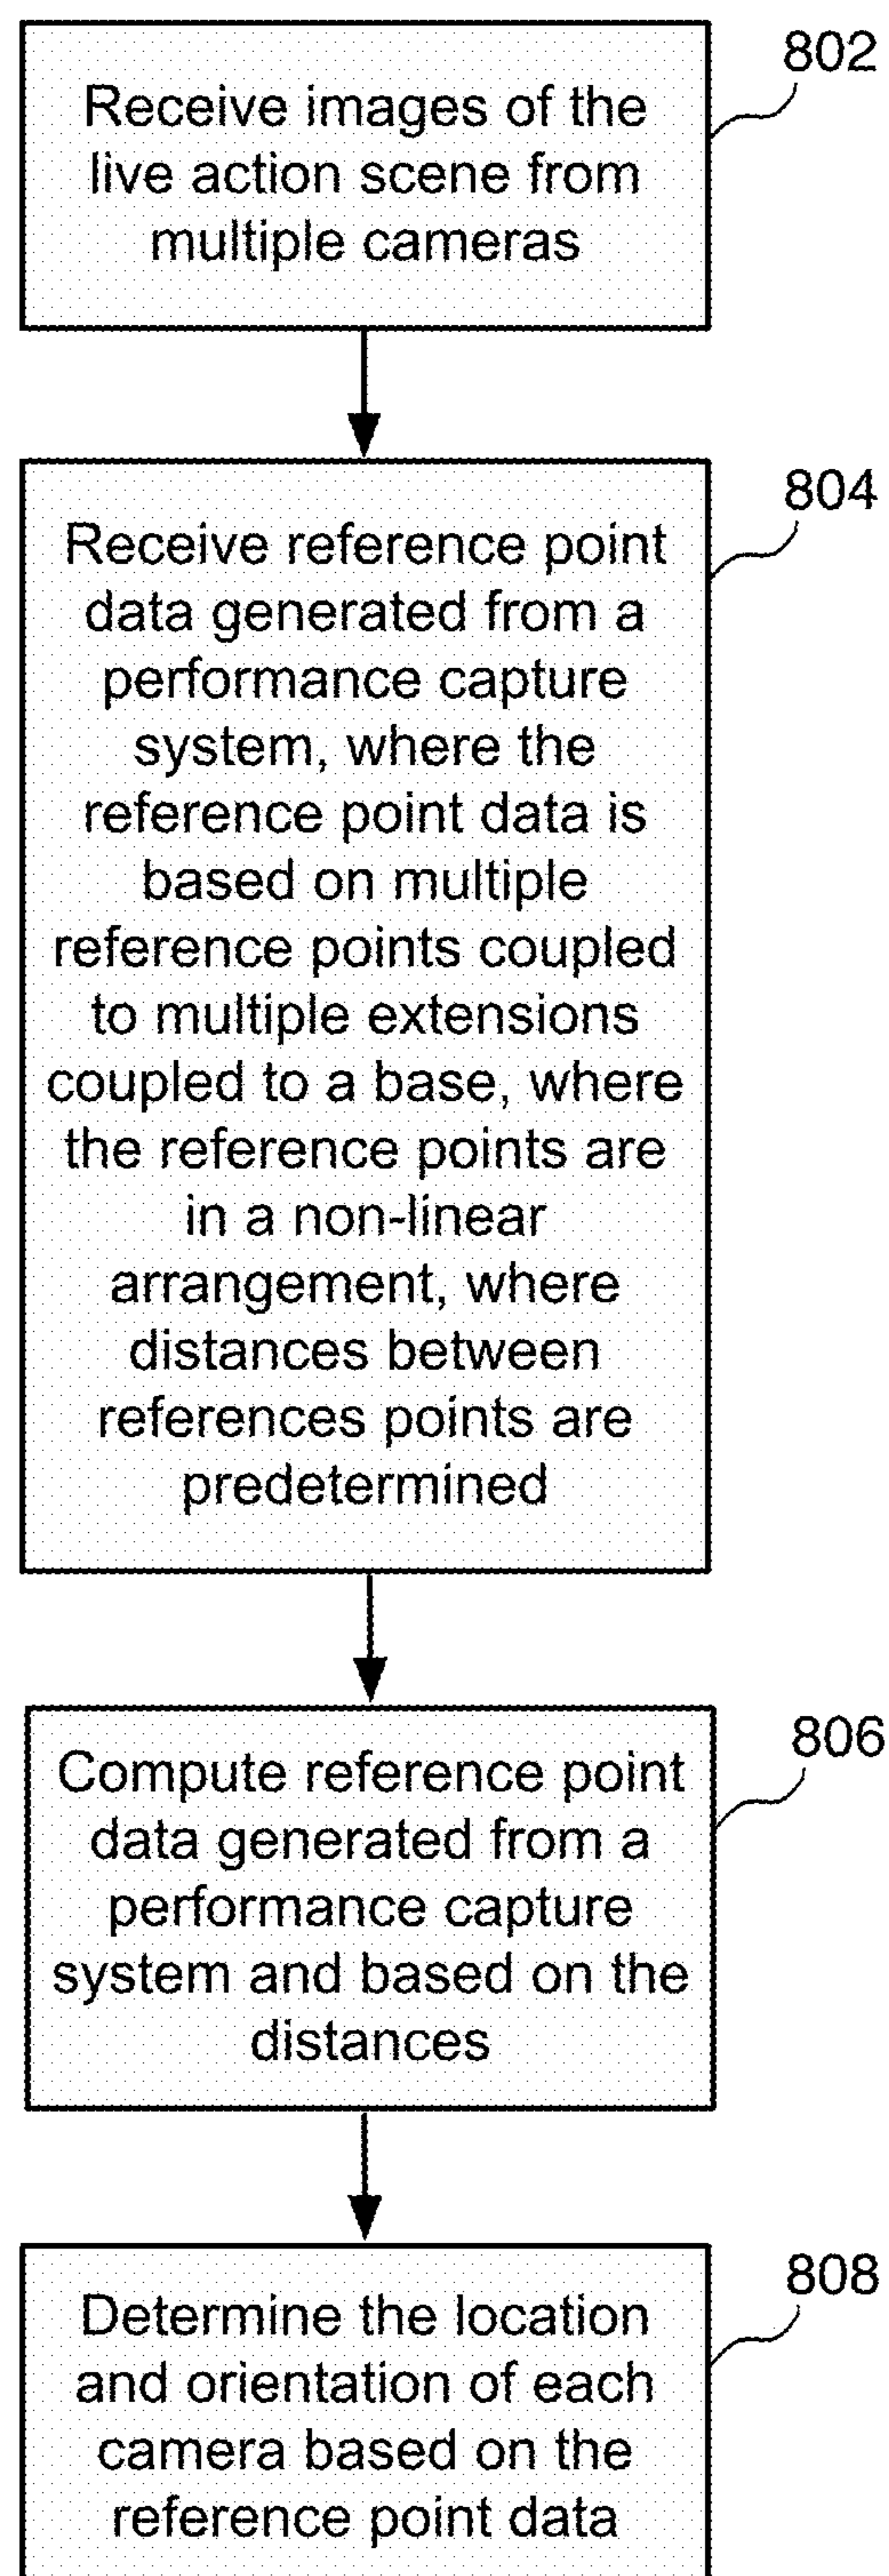 802
Receive images of the
live action scene from
multiple cameras
804
Receive reference point
data generated from a
performance capture
system, where the
reference point data is
based on multiple
reference points coupled
to multiple extensions
coupled to a base, where
the reference points are
in a non-linear
arrangement, where
distances between
references points are
predetermined
806
Compute reference point
data generated from a
performance capture
system and based on the
distances
808
Determine the location
and orientation of each
camera based on the
reference point data